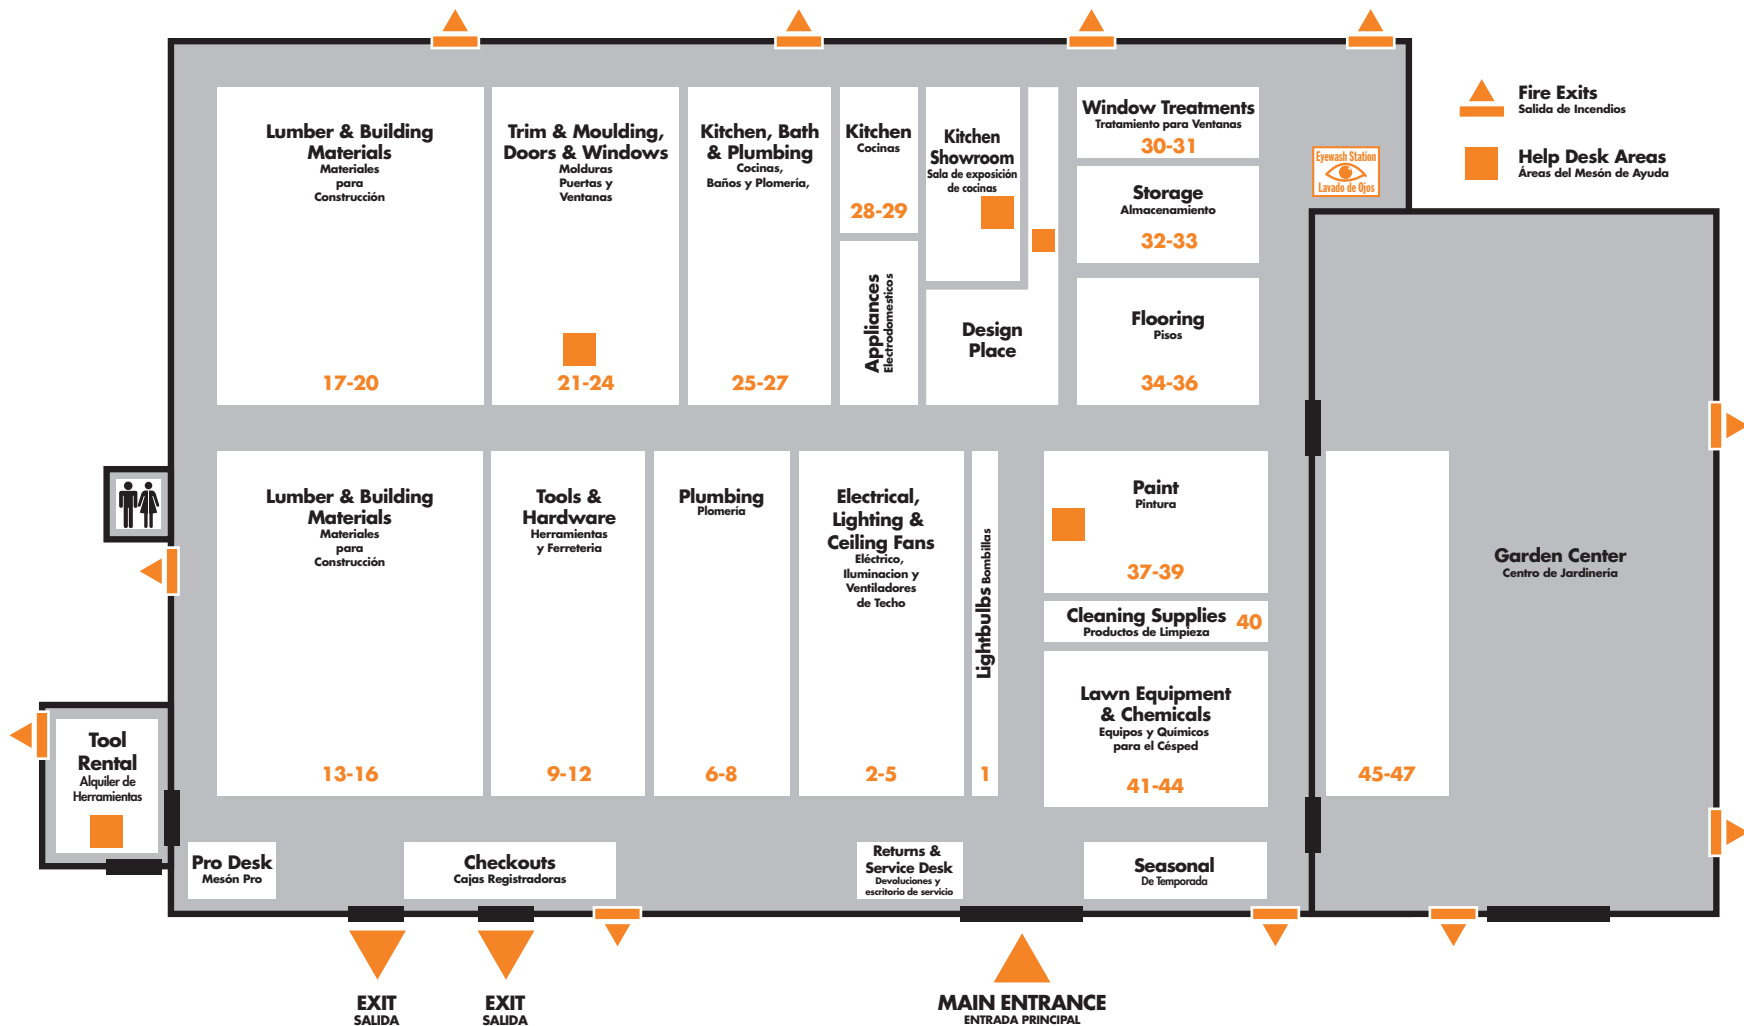 Fire Exits
Salida de Incendios
Help Desk Areas
Áreas del Mesón de Ayuda
Lumber & Building
Materials
Materiales
para
Construcción
17-20
Trim & Moulding,
Doors & Windows
Molduras
Puertas y
Ventanas
21-24
Kitchen, Bath
& Plumbing
Cocinas,
Baños y Plomería,
25-27
Kitchen
Cocinas
28-29
Appliances
Electrodomesticos
Kitchen
Showroom
Sala de exposición
de cocinas
Design
Place
Window Treatments
Tratamiento para Ventanas
30-31
Storage
Almacenamiento
32-33
Flooring
Pisos
34-36
Eyewash Station
Lavado de Ojos
Lumber & Building
Materials
Materiales
para
Construcción
13-16
Tools &
Hardware
Herramientas
y Ferreteria
9-12
Plumbing
Plomería
6-8
Electrical,
Lighting &
Ceiling Fans
Eléctrico,
Iluminacion y
Ventiladores
de Techo
2-5
Lightbulbs Bombillas
1
Paint
Pintura
37-39
Cleaning Supplies 40
Productos de Limpieza
Lawn Equipment
& Chemicals
Equipos y Químicos
para el Césped
41-44
45-47
Garden Center
Centro de Jardinería
Tool
Rental
Alquiler de
Herramientas
Pro Desk
Mesón Pro
Checkouts
Cajas Registradoras
Returns &
Service Desk
Devoluciones y
escritorio de servicio
Seasonal
De Temporada
EXIT
SALIDA
EXIT
SALIDA
MAIN ENTRANCE
ENTRADA PRINCIPAL